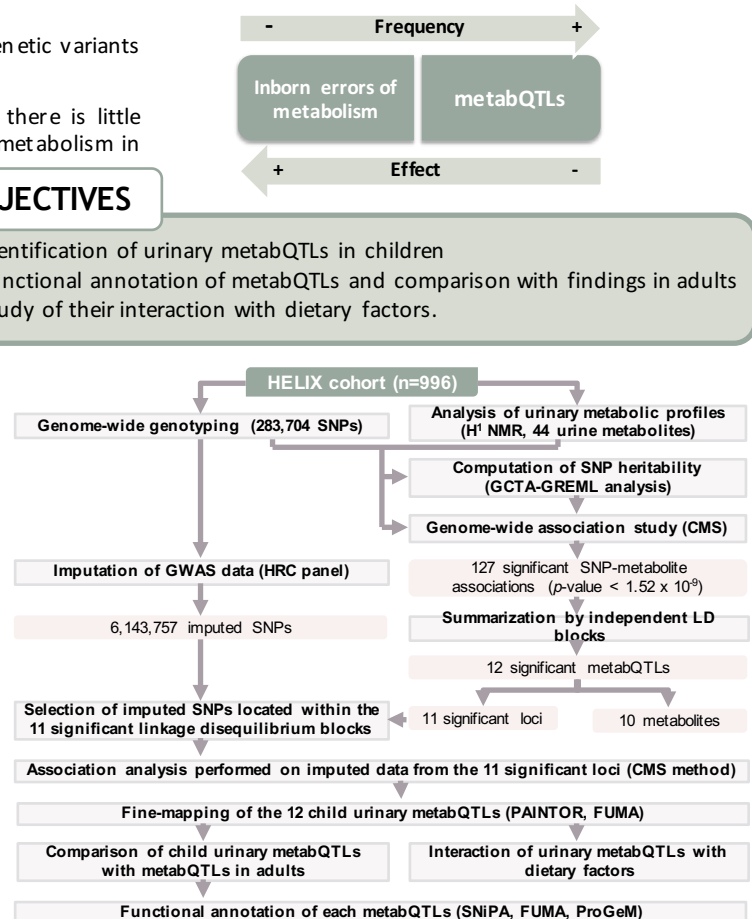 - Frequency +
enetic variants
Inborn errors of
metabolism
metabQTLs
there is little
metabolism in
+ Effect -
JECTIVES
entification of urinary metabQTLs in children
nctional annotation of metabQTLs and comparison with findings in adults
udy of their interaction with dietary factors.
HELIX cohort (n=996)
Genome-wide genotyping (283,704 SNPs)
Analysis of urinary metabolic profiles
(H¹ NMR, 44 urine metabolites)
Computation of SNP heritability
(GCTA-GREML analysis)
Genome-wide association study (CMS)
Imputation of GWAS data (HRC panel)
127 significant SNP-metabolite
associations (p-value < 1.52 x 10⁻⁹)
6,143,757 imputed SNPs
Summarization by independent LD
blocks
12 significant metabQTLs
Selection of imputed SNPs located within the
11 significant linkage disequilibrium blocks
11 significant loci
10 metabolites
Association analysis performed on imputed data from the 11 significant loci (CMS method)
Fine-mapping of the 12 child urinary metabQTLs (PAINTOR, FUMA)
Comparison of child urinary metabQTLs
with metabQTLs in adults
Interaction of urinary metabQTLs with
dietary factors
Functional annotation of each metabQTLs (SNiPA, FUMA, ProGeM)